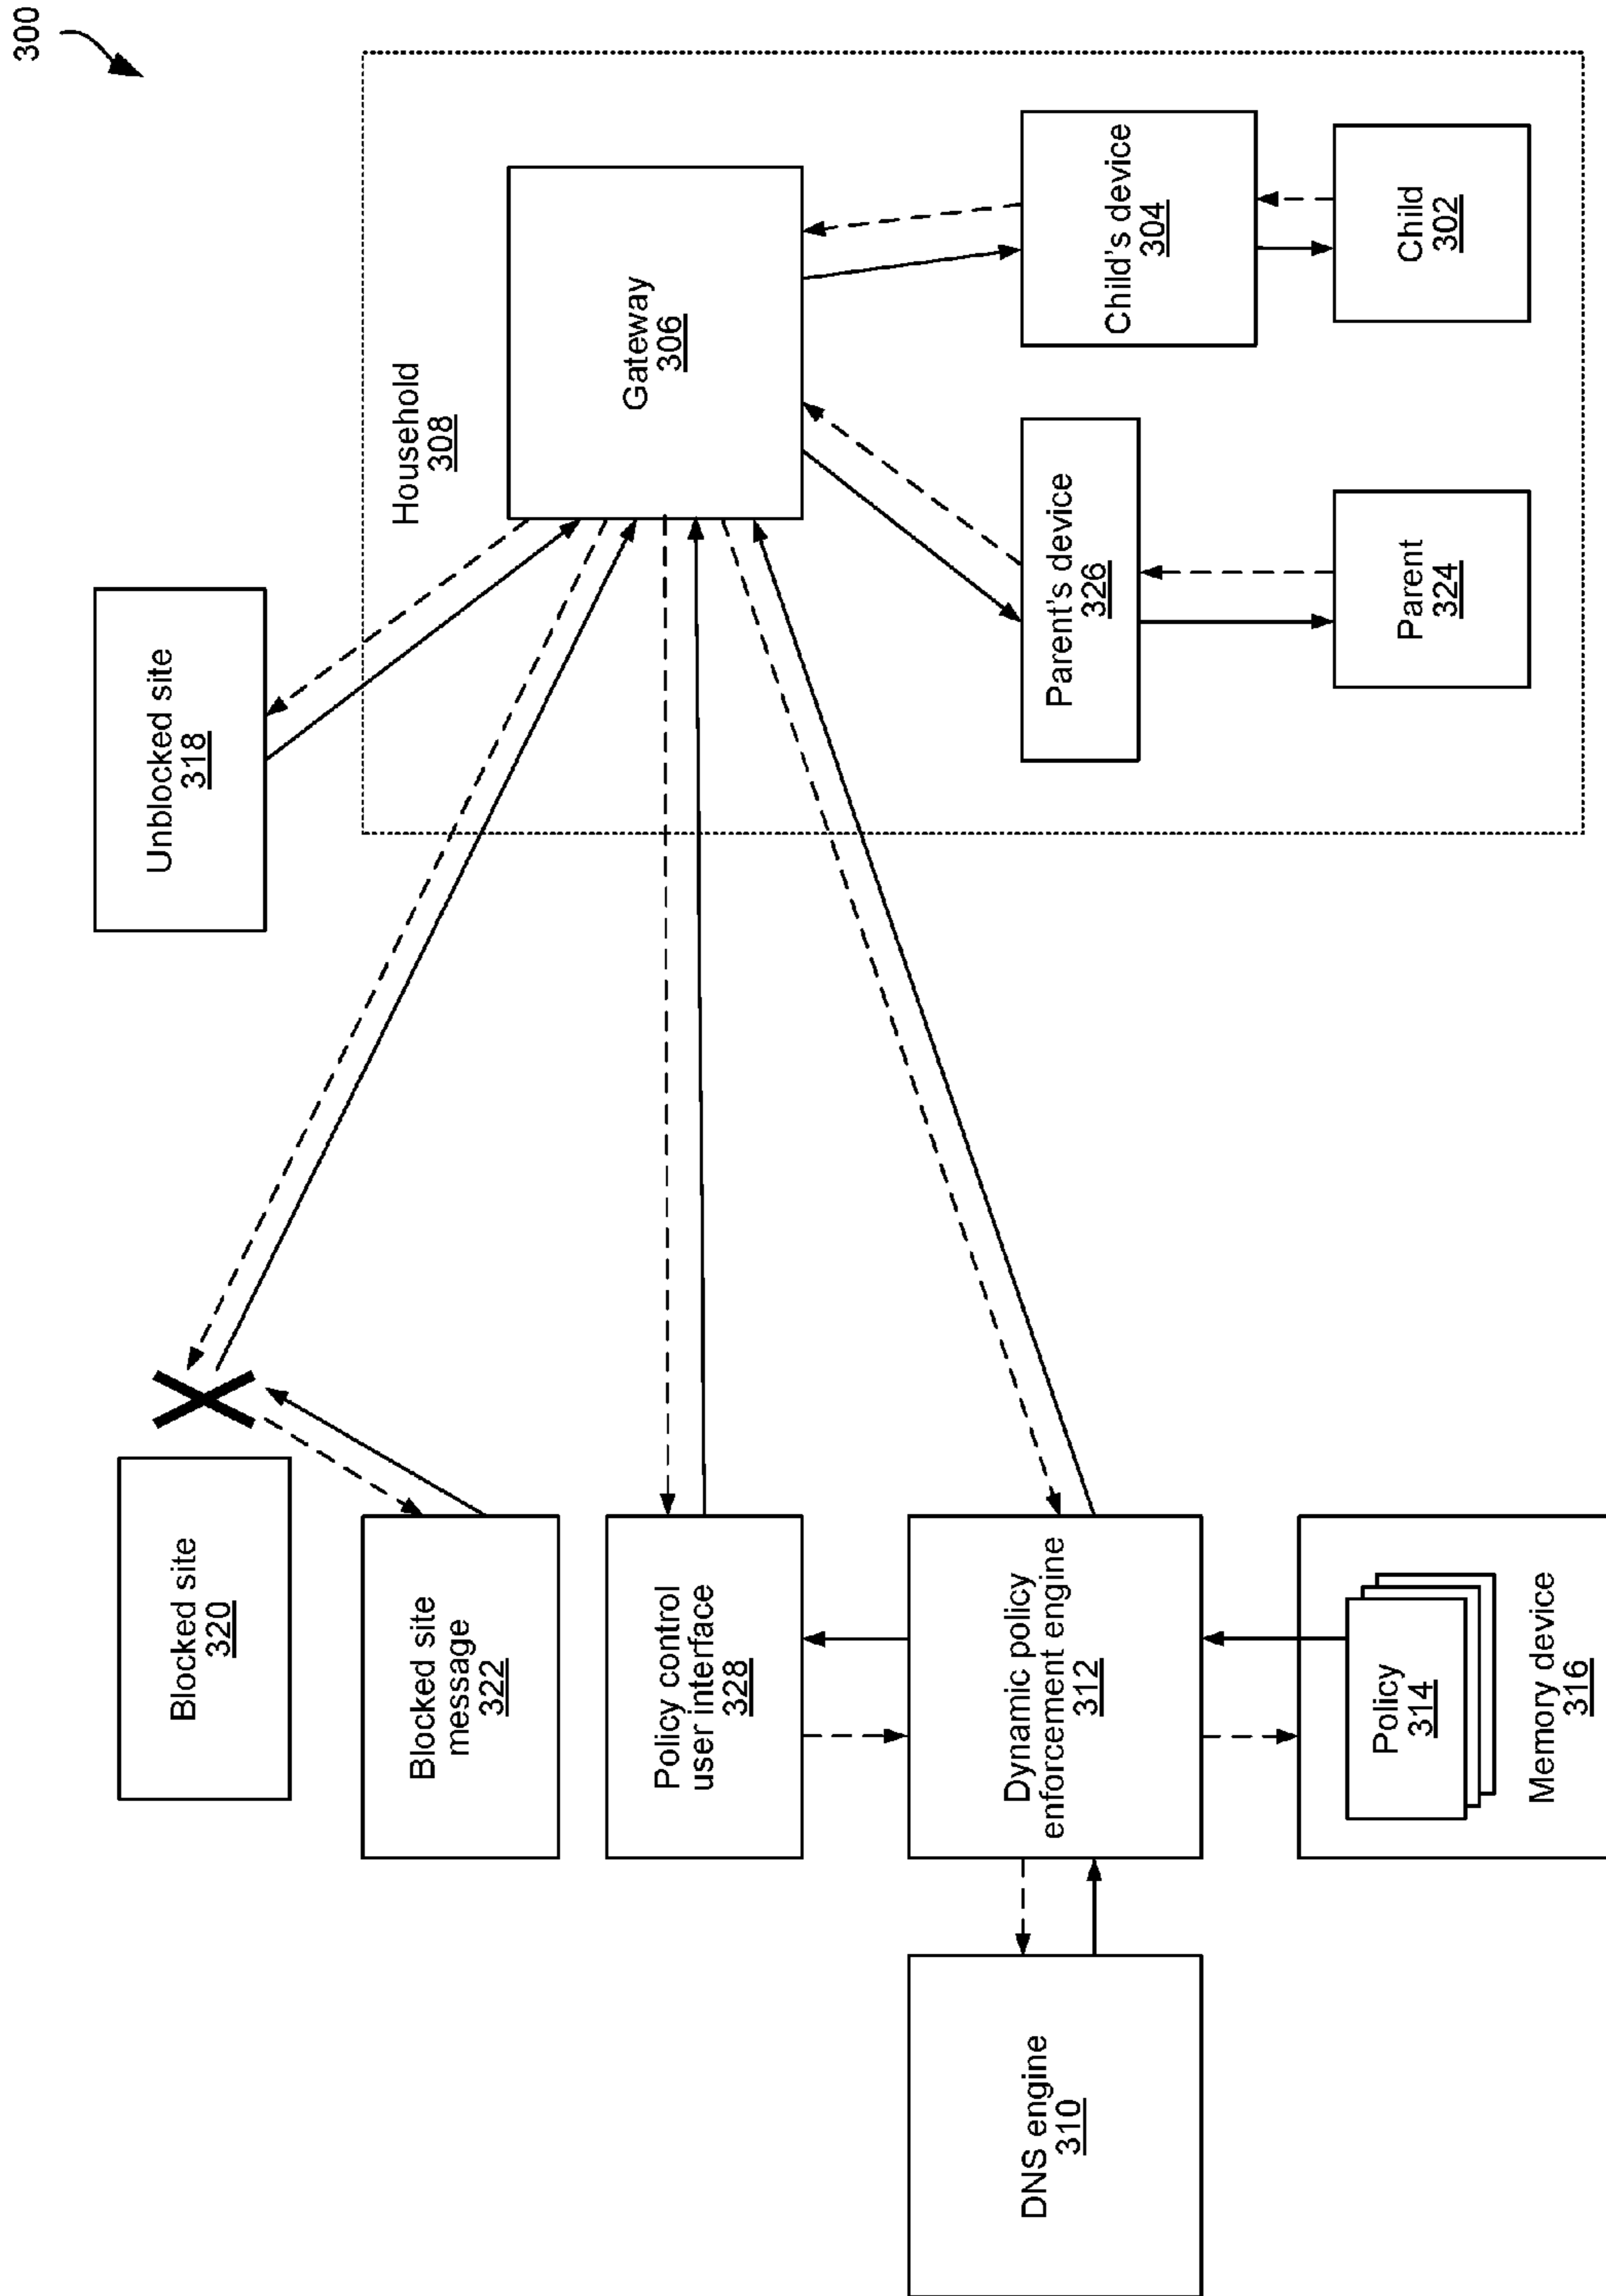 300
Household
308
Gateway
306
Child's device
304
Child
302
Parent's device
326
Parent
324
Unblocked site
318
Blocked site
320
Blocked site
message
322
Policy control
user interface
328
Dynamic policy
enforcement engine
312
Policy
314
Memory device
316
DNS engine
310